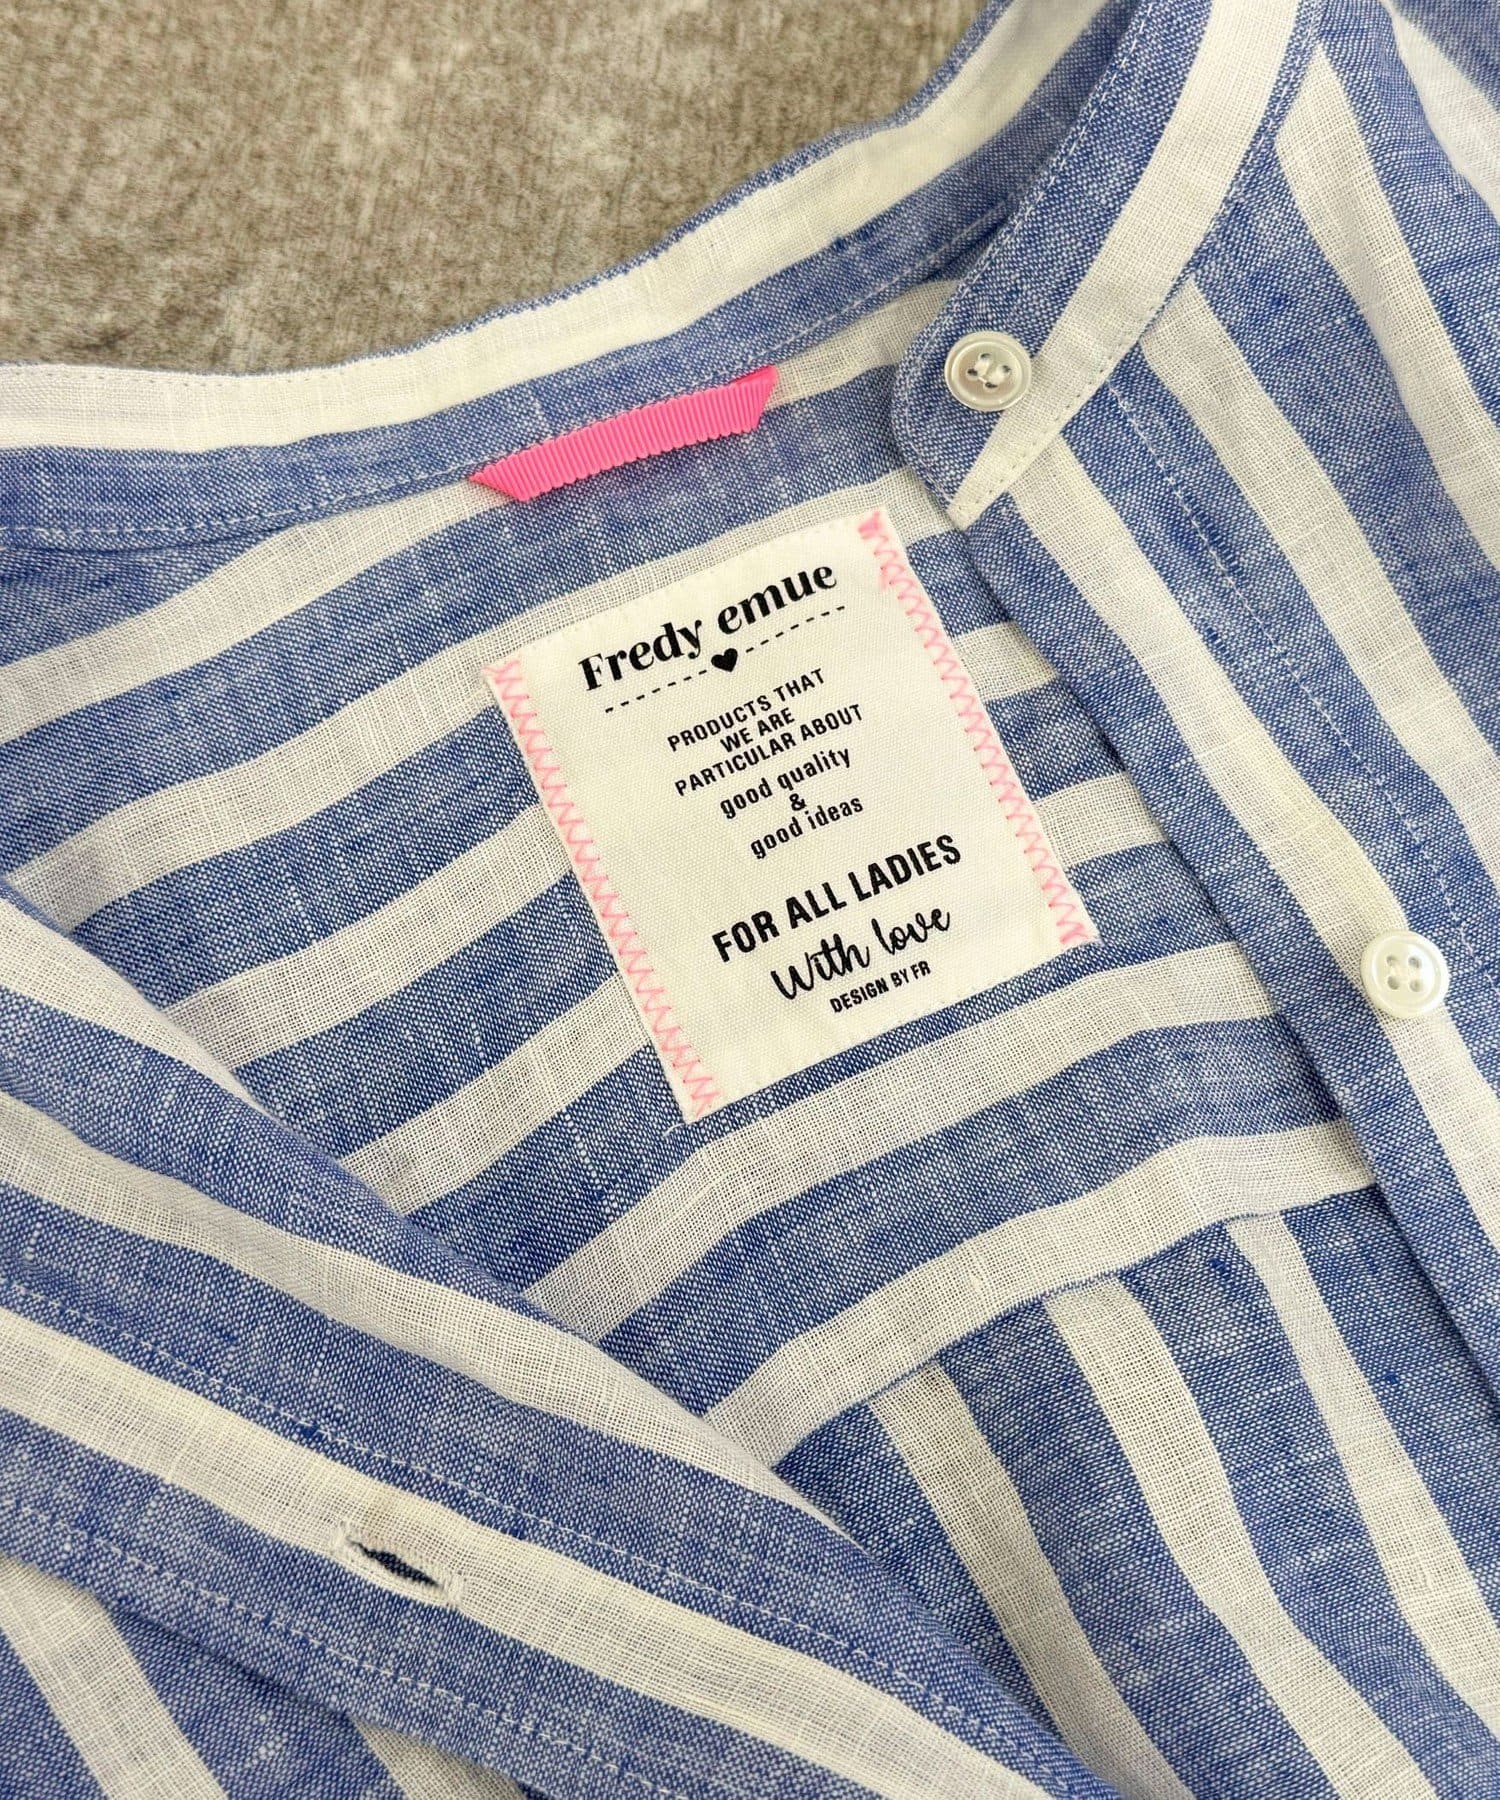 Fredy emue
PRODUCTS THAT
WE ARE
PARTICULAR ABOUT
good quality
&
good ideas
FOR ALL LADIES
With love
DESIGN BY FR